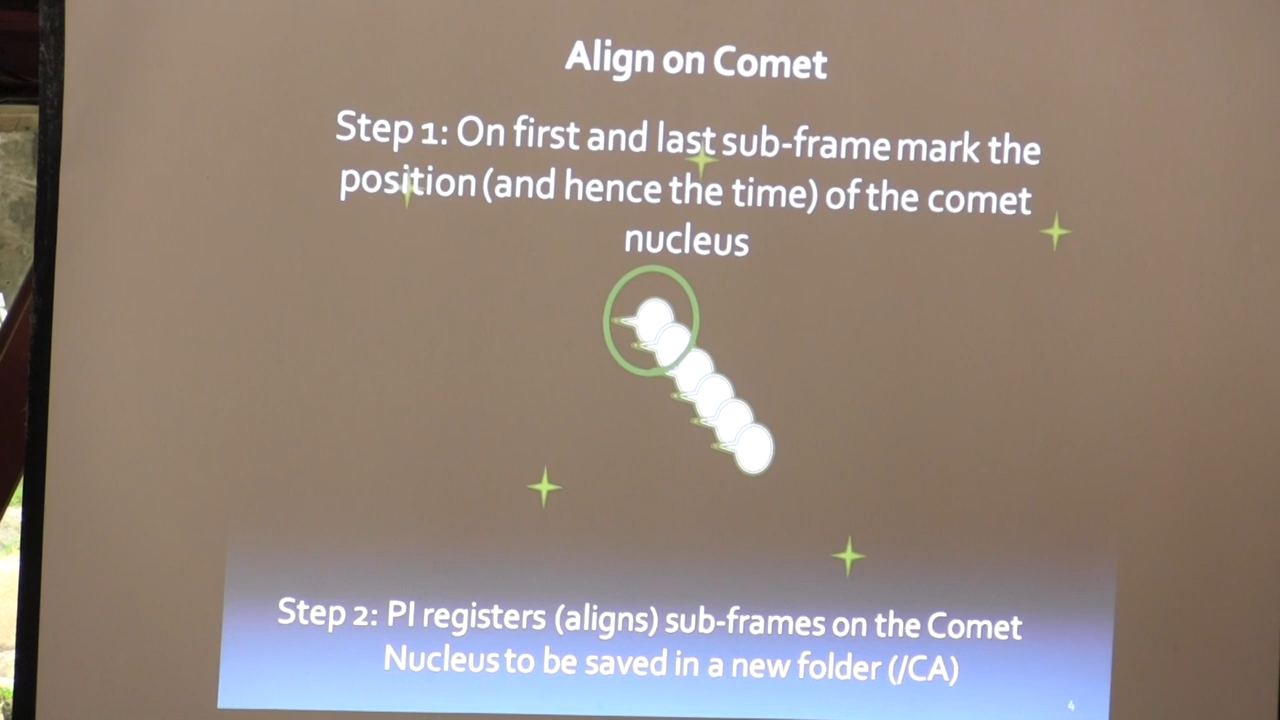 Align on Comet
Step 1: On first and last sub-frame mark the
position (and hence the time) of the comet
nucleus
Step 2: PI registers (aligns) sub-frames on the Comet
Nucleus to be saved in a new folder (/CA)
4